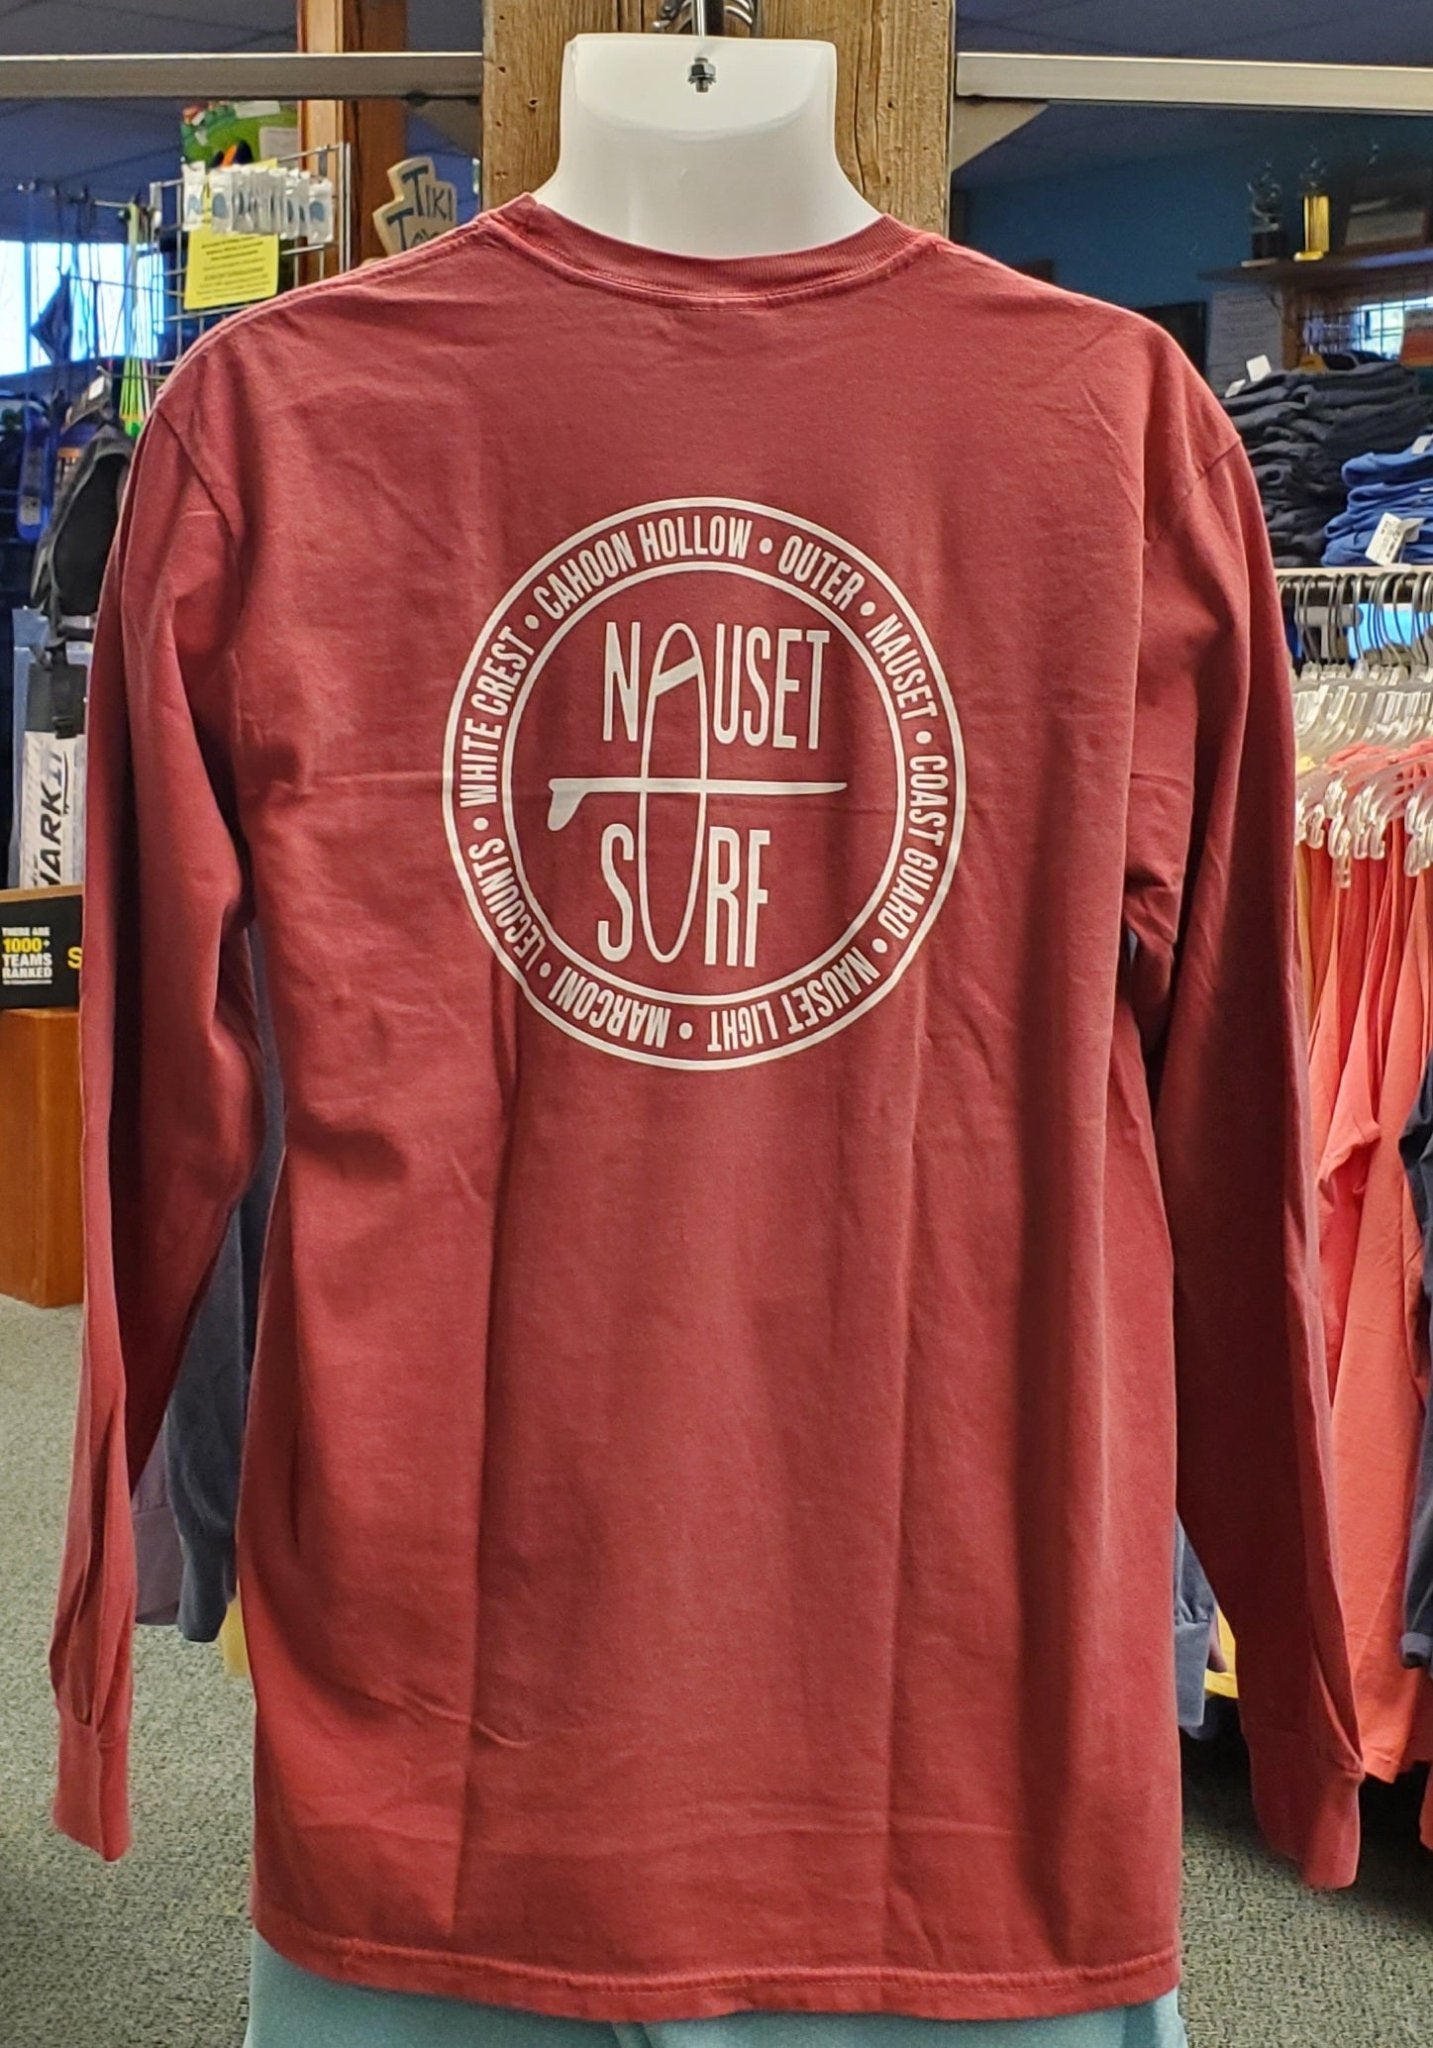 TIKI
CAHOON HOLLOW • OUTER • NAUSET • COAST GUARD • NAUSET LIGHT • MARCONI • LECOUNTS • WHITE CREST •
NAUSET
SURF
THERE ARE
1000+
TEAMS
RANKED
S